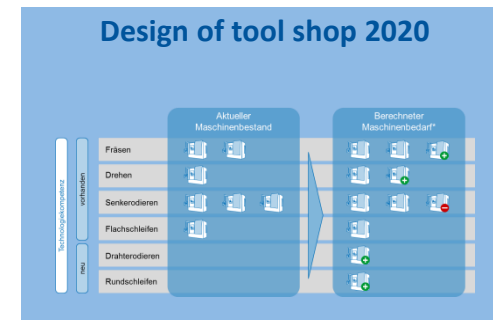 Design of tool shop 2020
Aktueller
Maschinenbestand
Berechneter
Maschinenbedarf*
Technologiekompetenz
vorhanden
neu
Fräsen
Drehen
Senkerodieren
Flachschleifen
Drahterodieren
Rundschleifen